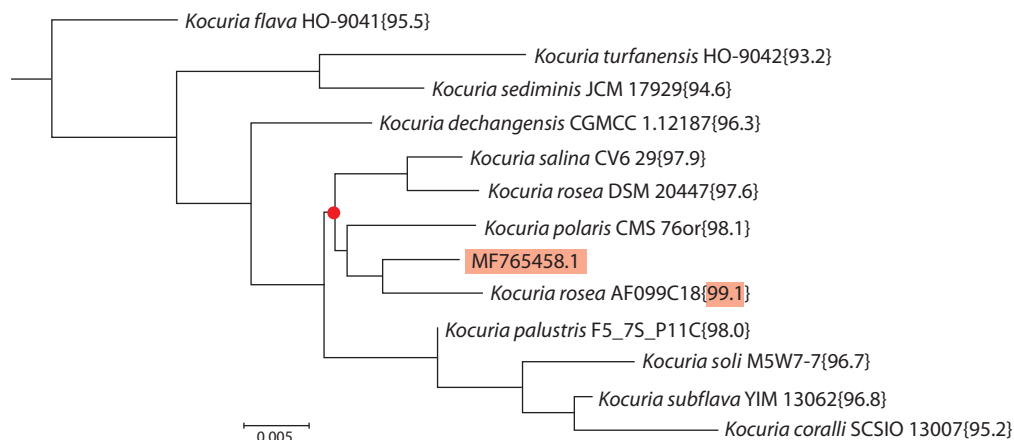 Kocuria flava HO-9041{95.5}
Kocuria turfanensis HO-9042{93.2}
Kocuria sediminis JCM 17929{94.6}
Kocuria dechangensis CGMCC 1.12187{96.3}
Kocuria salina CV6 29{97.9}
Kocuria rosea DSM 20447{97.6}
Kocuria polaris CMS 76or{98.1}
MF765458.1
Kocuria rosea AF099C18{99.1}
Kocuria palustris F5_7S_P11C{98.0}
Kocuria soli M5W7-7{96.7}
Kocuria subflava YIM 13062{96.8}
Kocuria coralli SCSIO 13007{95.2}
0.005